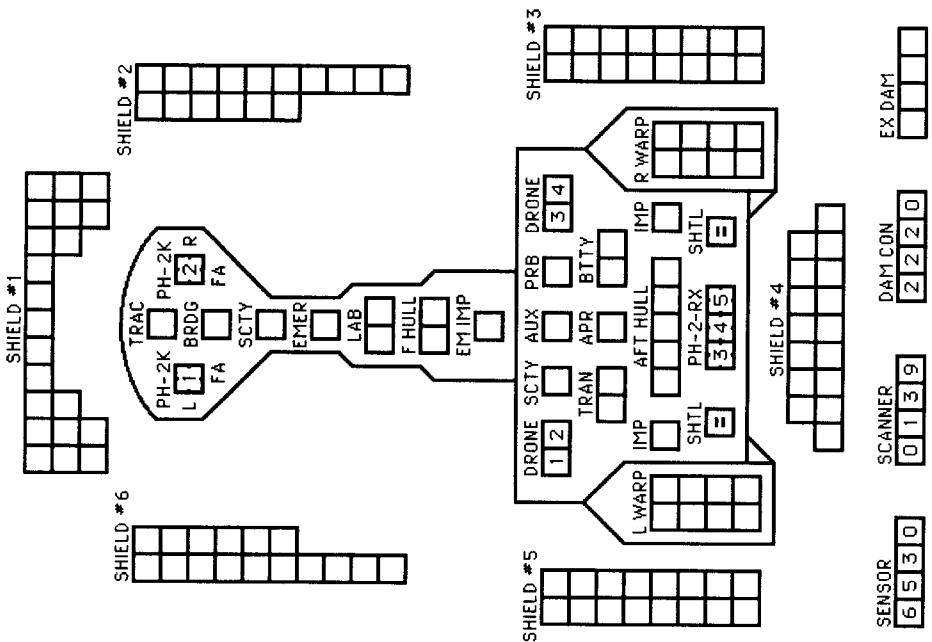 SHIELD #1
SHIELD #2
SHIELD #6
TRAC
PH-2K
L 1
FA
BRDG
PH-2K
2 R
FA
SCTY
EMER
LAB
F HULL
EM IMP
SHIELD #5
SHIELD #3
DRONE
1 2
SCTY
AUX
PRB
DRONE
3 4
TRAN
APR
BTTY
L WARP
IMP
AFT HULL
IMP
R WARP
SHTL
=
PH-2-RX
3 4 5
SHTL
=
SHIELD #4
SENSOR
6 5 3 0
SCANNER
0 1 3 9
DAM CON
2 2 2 0
EX DAM